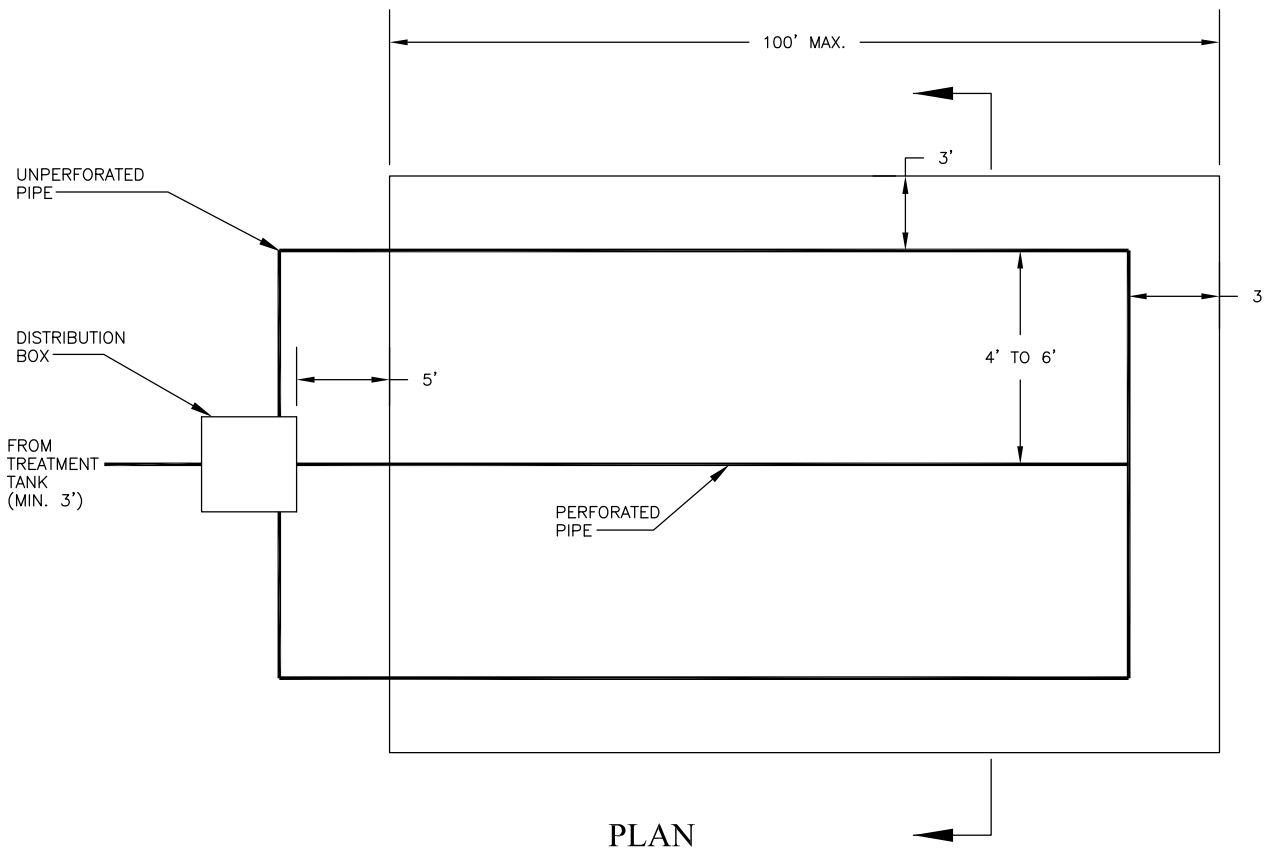 100' MAX.
3'
UNPERFORATED
PIPE
3
DISTRIBUTION
BOX
4' TO 6'
5'
FROM
TREATMENT
TANK
(MIN. 3')
PERFORATED
PIPE
PLAN